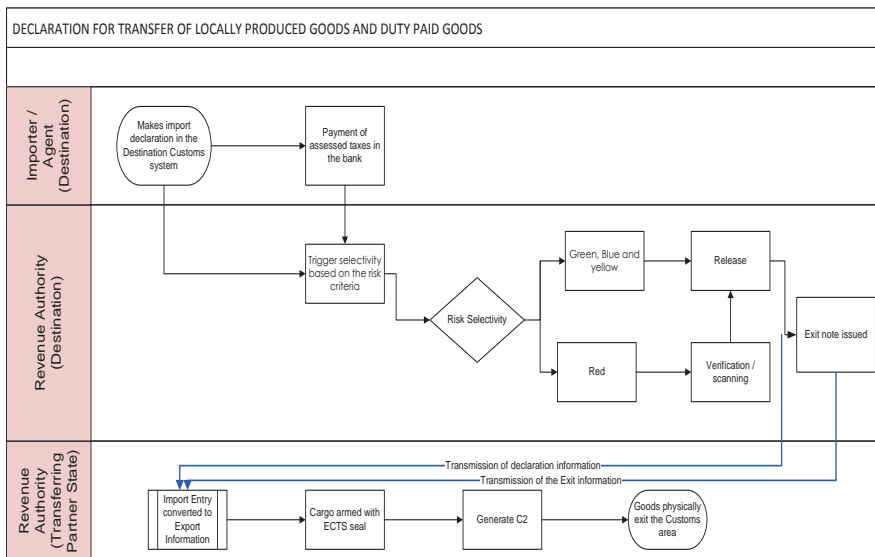 DECLARATION FOR TRANSFER OF LOCALLY PRODUCED GOODS AND DUTY PAID GOODS
Importer /
Agent
(Destination)
Makes import
declaration in the
Destination Customs
system
Payment of
assessed taxes in
the bank
Revenue Authority
(Destination)
Trigger selectivity
based on the risk
criteria
Risk Selectivity
Green, Blue and
yellow
Release
Red
Verification /
scanning
Exit note issued
Revenue
Authority
(Transferring
Partner State)
Transmission of declaration information
Transmission of the Exit information
Import Entry
converted to
Export
Information
Cargo armed with
ECTS seal
Generate C2
Goods physically
exit the Customs
area